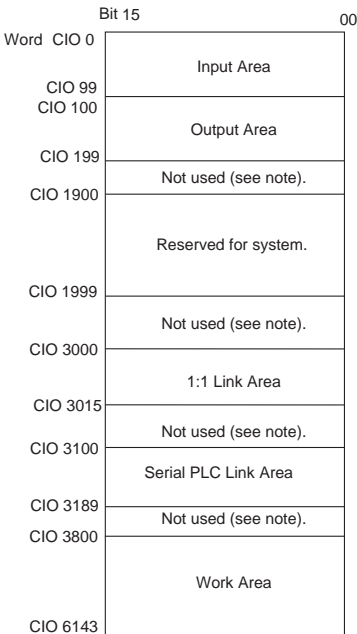 Bit 15 00
Word CIO 0
Input Area
CIO 99
CIO 100
Output Area
CIO 199
Not used (see note).
CIO 1900
Reserved for system.
CIO 1999
Not used (see note).
CIO 3000
1:1 Link Area
CIO 3015
Not used (see note).
CIO 3100
Serial PLC Link Area
CIO 3189
Not used (see note).
CIO 3800
Work Area
CIO 6143